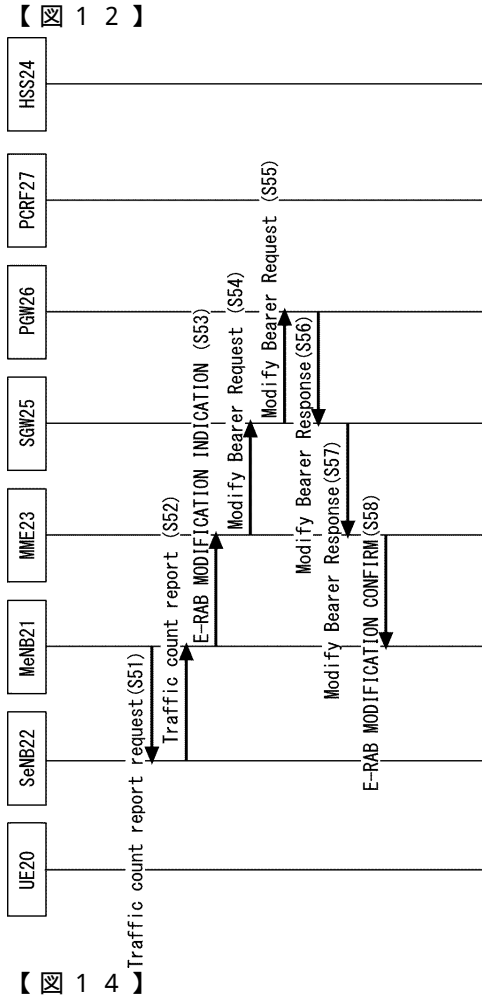 【図１２】
HSS24
PCRF27
PGW26
SGW25
MME23
MeNB21
SeNB22
UE20
Traffic count report request(S51)
Traffic count report (S52)
E-RAB MODIFICATION INDICATION (S53)
Modify Bearer Request (S54)
Modify Bearer Request (S55)
Modify Bearer Response(S56)
Modify Bearer Response(S57)
E-RAB MODIFICATION CONFIRM(S58)
【図１４】